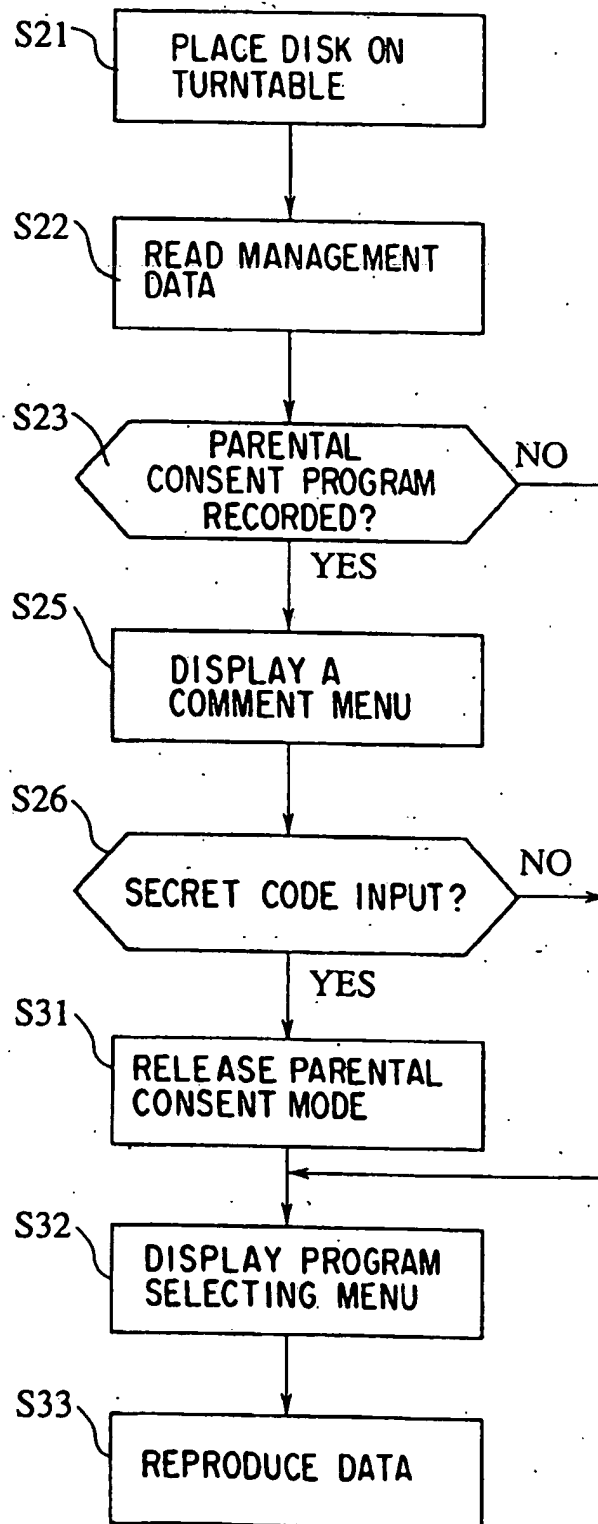 S21
PLACE DISK ON
TURNTABLE
S22
READ MANAGEMENT
DATA
S23
PARENTAL
CONSENT PROGRAM
RECORDED?
NO
YES
S25
DISPLAY A
COMMENT MENU
S26
SECRET CODE INPUT?
NO
YES
S31
RELEASE PARENTAL
CONSENT MODE
S32
DISPLAY PROGRAM
SELECTING MENU
S33
REPRODUCE DATA